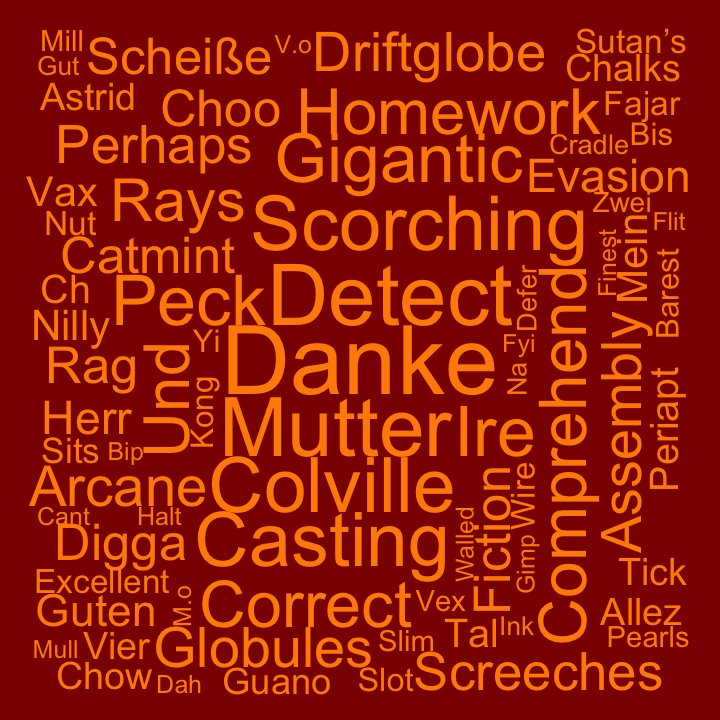 Mill
Gut
Scheiße
V.o
Driftglobe
Sutan’s
Chalks
Astrid
Choo
Homework
Fajar
Perhaps
Gigantic
Cradle
Bis
Evasion
Vax
Rays
Scorching
Zwei
Flit
Nut
Catmint
Mein
Finest
Barest
Ch
Peck
Detect
Defer
Comprehend
Nilly
Yi
Danke
Fyi
Na
Rag
Und
Kong
Assembly
Periapt
Herr
Mutter
Ire
Sits
Bip
Arcane
Colville
Fiction
Wire
Cant
Halt
Walled
Digga
Casting
Gimp
Tick
Excellent
Guten
M.o
Correct
Vex
Allez
Mull
Vier
Globules
Slim
Tal
Ink
Pearls
Chow
Dah
Guano
Slot
Screeches